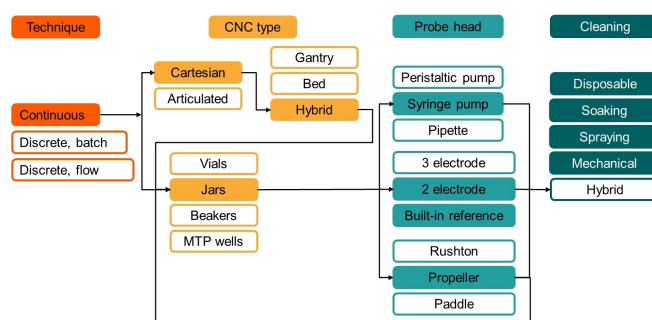 Technique
CNC type
Probe head
Cleaning
Gantry
Cartesian
Peristaltic pump
Disposable
Articulated
Bed
Syringe pump
Soaking
Continuous
Hybrid
Pipette
Spraying
Discrete, batch
Discrete, flow
Vials
3 electrode
Mechanical
Jars
2 electrode
Hybrid
Beakers
Built-in reference
MTP wells
Rushton
Propeller
Paddle